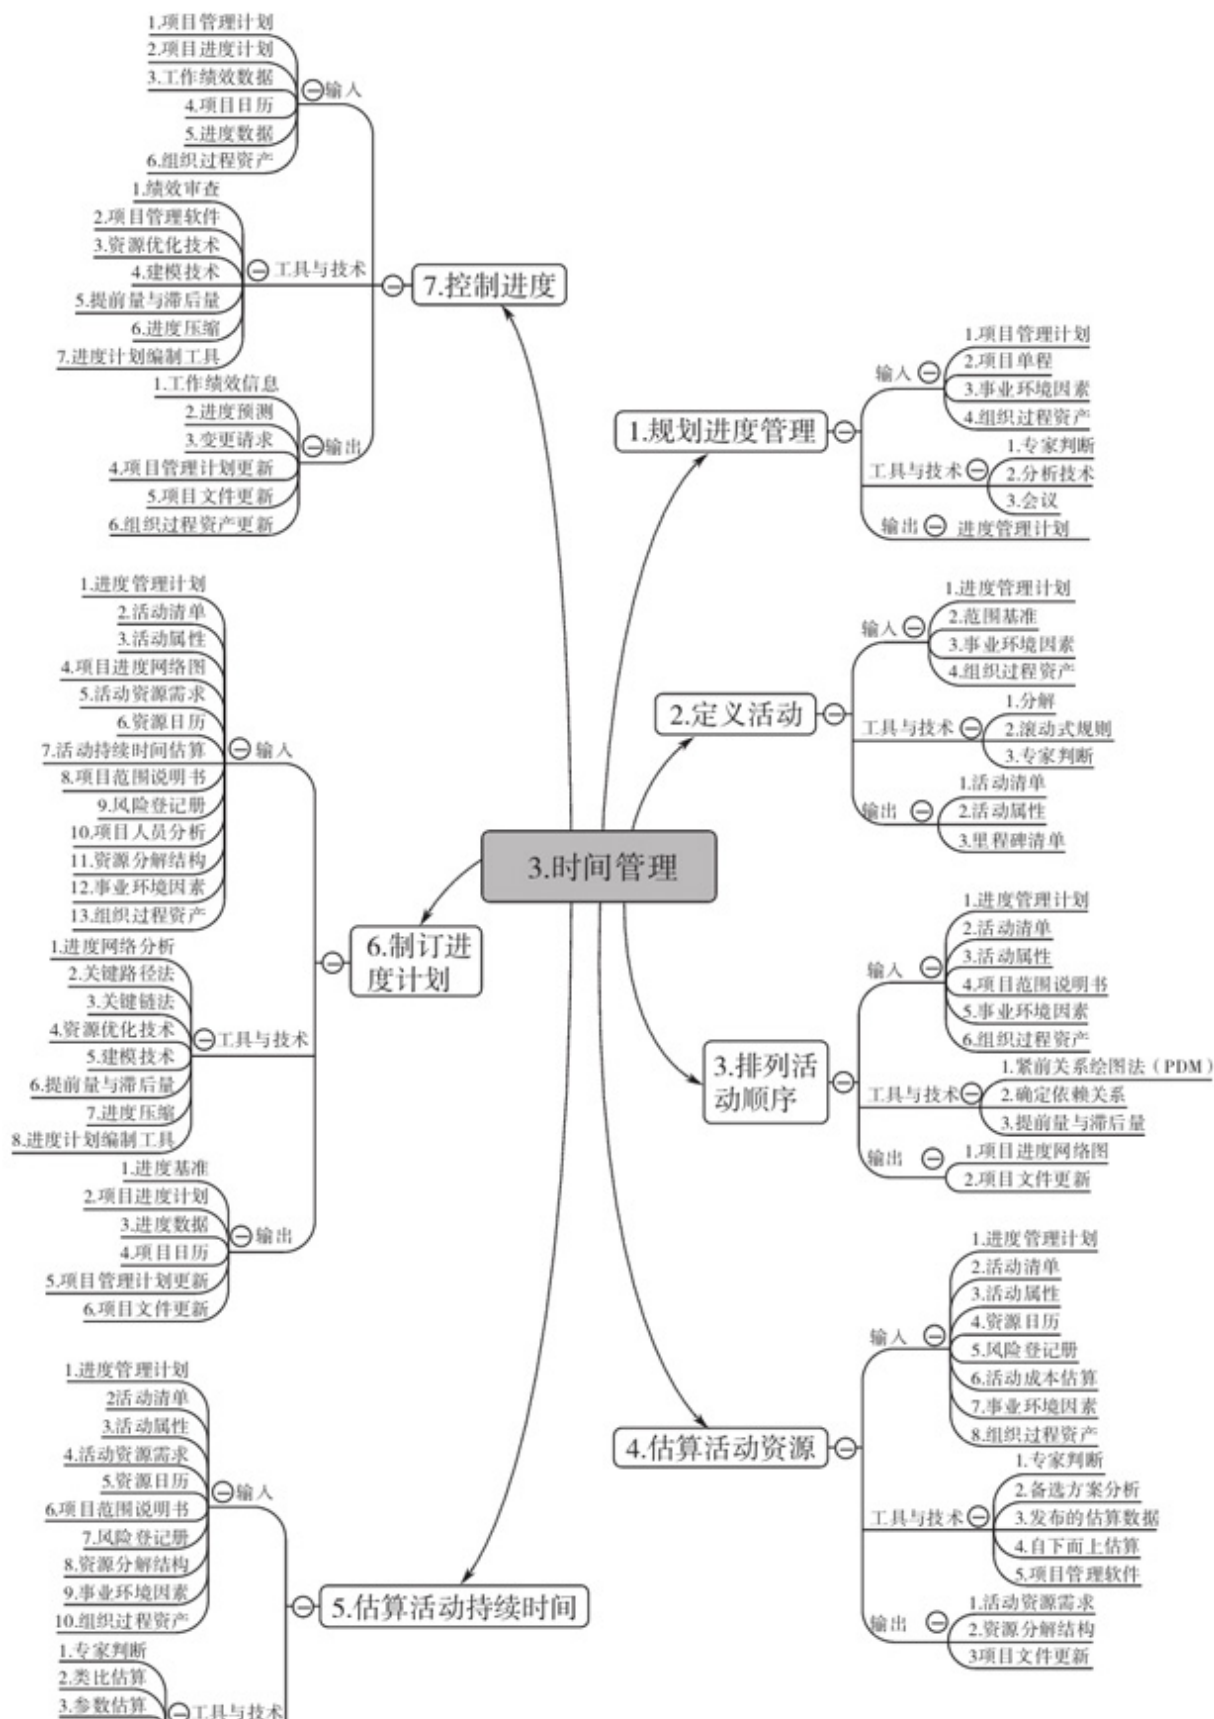 3.时间管理
1.规划进度管理
输人
1.项目管理计划
2.项目单程
3.事业环境因素
4.组织过程资产
工具与技术
1.专家判断
2.分析技术
3.会议
输出
进度管理计划
2.定义活动
输人
1.进度管理计划
2.范围基准
3.事业环境因素
4.组织过程资产
工具与技术
1.分解
2.滚动式规则
3.专家判断
输出
1.活动清单
2.活动属性
3.里程碑清单
3.排列活
动顺序
输人
1.进度管理计划
2.活动清单
3.活动属性
4.项目范围说明书
5.事业环境因素
6.组织过程资产
工具与技术
1.紧前关系绘图法（PDM）
2.确定依赖关系
3.提前量与滞后量
输出
1.项目进度网络图
2.项目文件更新
4.估算活动资源
输人
1.进度管理计划
2.活动清单
3.活动属性
4.资源日历
5.风险登记册
6.活动成本估算
7.事业环境因素
8.组织过程资产
工具与技术
1.专家判断
2.备选方案分析
3.发布的估算数据
4.自下而上估算
5.项目管理软件
输出
1.活动资源需求
2.资源分解结构
3项目文件更新
5.估算活动持续时间
输人
1.进度管理计划
2活动清单
3.活动属性
4.活动资源需求
5.资源日历
6.项目范围说明书
7.风险登记册
8.资源分解结构
9.事业环境因素
10.组织过程资产
工具与技术
1.专家判断
2.类比估算
3.参数估算
6.制订进
度计划
输人
1.进度管理计划
2.活动清单
3.活动属性
4.项目进度网络图
5.活动资源需求
6.资源日历
7.活动持续时间估算
8.项目范围说明书
9.风险登记册
10.项目人员分析
11.资源分解结构
12.事业环境因素
13.组织过程资产
工具与技术
1.进度网络分析
2.关键路径法
3.关键链法
4.资源优化技术
5.建模技术
6.提前量与滞后量
7.进度压缩
8.进度计划编制工具
输出
1.进度基准
2.项目进度计划
3.进度数据
4.项目日历
5.项目管理计划更新
6.项目文件更新
7.控制进度
输人
1.项目管理计划
2.项目进度计划
3.工作绩效数据
4.项目日历
5.进度数据
6.组织过程资产
工具与技术
1.绩效审查
2.项目管理软件
3.资源优化技术
4.建模技术
5.提前量与滞后量
6.进度压缩
7.进度计划编制工具
输出
1.工作绩效信息
2.进度预测
3.变更请求
4.项目管理计划更新
5.项目文件更新
6.组织过程资产更新